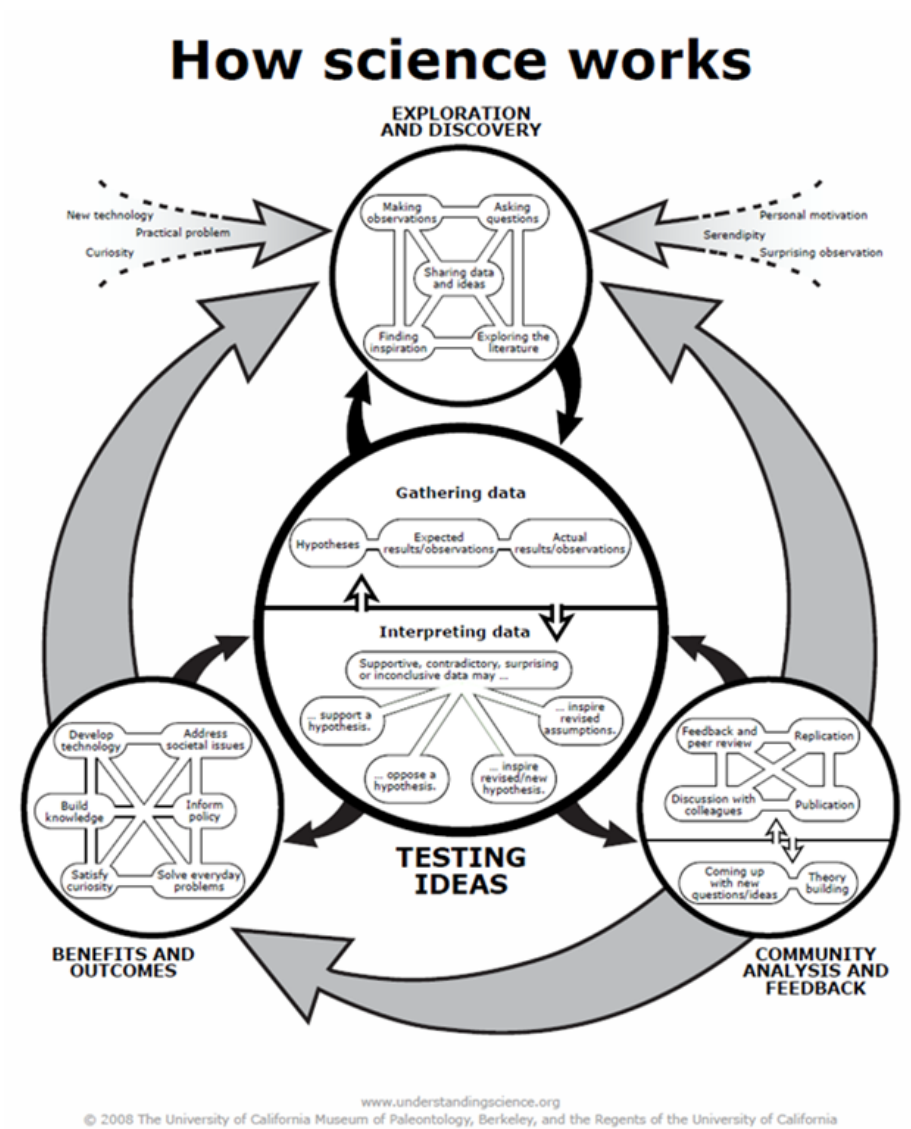 How science works
EXPLORATION
AND DISCOVERY
New technology
Practical problem
Curiosity
Personal motivation
Serendipity
Surprising observation
Making
observations
Asking
questions
Sharing data
and ideas
Finding
inspiration
Exploring the
literature
Gathering data
Hypotheses
Expected
results/observations
Actual
results/observations
Interpreting data
Supportive, contradictory, surprising
or inconclusive data may ...
... support a
hypothesis.
... oppose a
hypothesis.
... inspire
revised/new
hypothesis.
... inspire
revised
assumptions.
TESTING
IDEAS
Develop
technology
Address
societal issues
Build
knowledge
Inform
policy
Satisfy
curiosity
Solve everyday
problems
BENEFITS AND
OUTCOMES
Feedback and
peer review
Replication
Discussion with
colleagues
Publication
Coming up
with new
questions/ideas
Theory
building
COMMUNITY
ANALYSIS AND
FEEDBACK
www.understandingscience.org
© 2008 The University of California Museum of Paleontology, Berkeley, and the Regents of the University of California